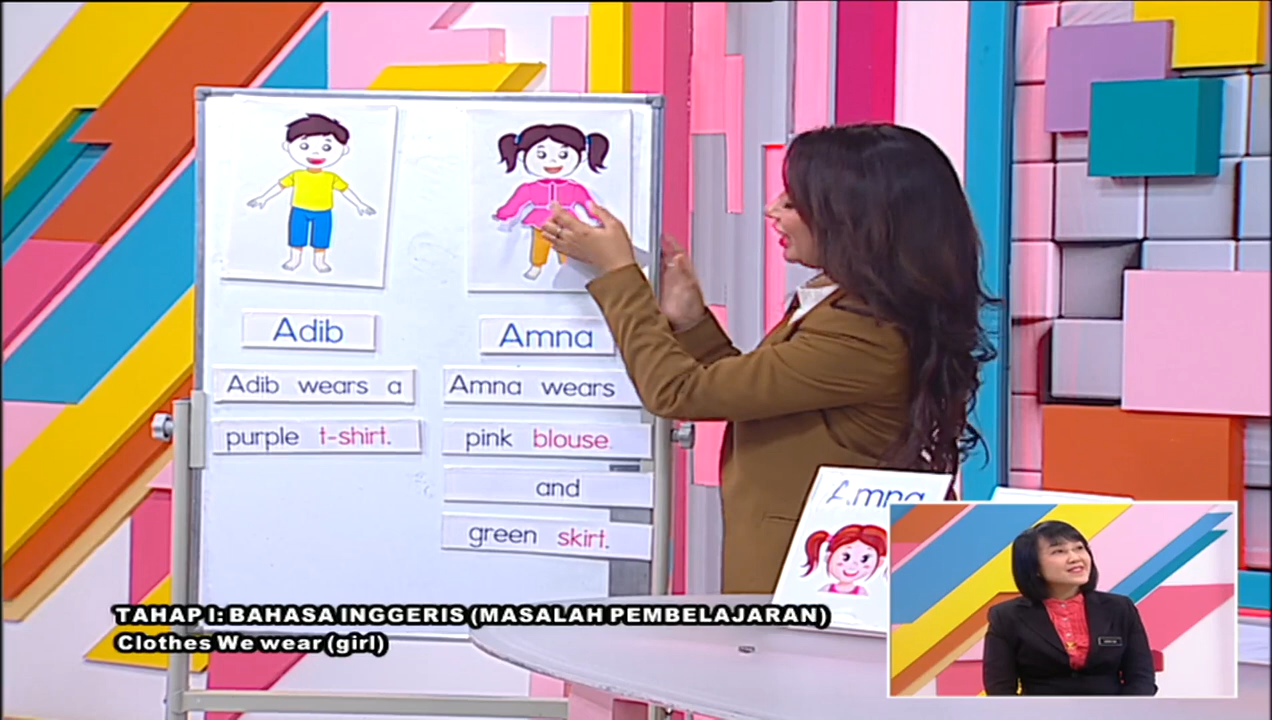 Adib
Adib wears a
purple t-shirt.
Amna
Amna wears
pink blouse.
and
green skirt.
Amna
TAHAP I: BAHASA INGGERIS (MASALAH PEMBELAJARAN)
Clothes We wear (girl)